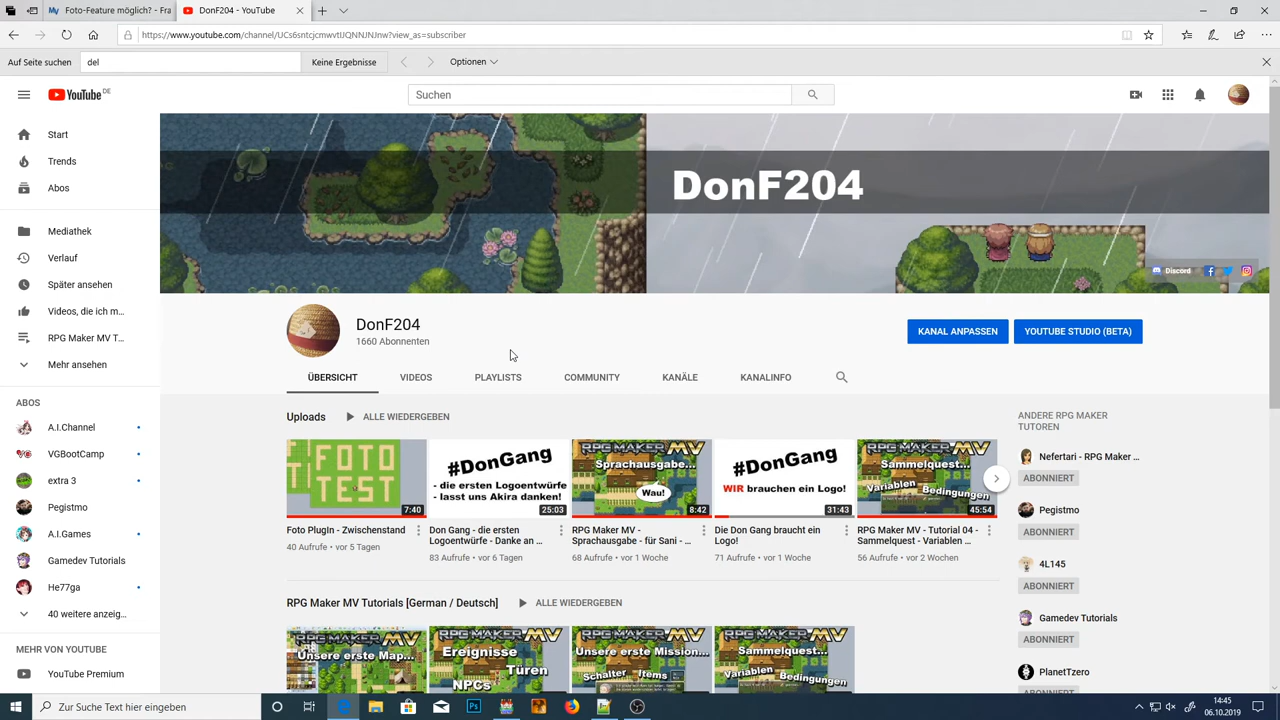 Foto-Feature möglich? - Fra
DonF204 - YouTube
https://www.youtube.com/channel/UCs6sntcjcmwvtIJQNNJNJnw?view_as=subscriber
Auf Seite suchen
del
Keine Ergebnisse
Optionen
YouTube DE
Suchen
Start
Trends
Abos
Mediathek
Verlauf
Später ansehen
Videos, die ich m...
RPG Maker MV T...
Mehr ansehen
ABOS
A.I.Channel
VGBootCamp
extra 3
Pegistmo
A.I.Games
Gamedev Tutorials
He77ga
40 weitere anzeig...
MEHR VON YOUTUBE
YouTube Premium
DonF204
Discord
DonF204
1660 Abonnenten
KANAL ANPASSEN
YOUTUBE STUDIO (BETA)
ÜBERSICHT
VIDEOS
PLAYLISTS
COMMUNITY
KANÄLE
KANALINFO
Uploads
ALLE WIEDERGEBEN
FOTO
TEST
7:40
Foto PlugIn - Zwischenstand
40 Aufrufe • vor 5 Tagen
#DonGang
- die ersten Logoentwürfe
- lasst uns Akira danken!
25:03
Don Gang - die ersten
Logoentwürfe - Danke an ...
83 Aufrufe • vor 6 Tagen
RPG MAKER MV
Sprachausgabe...
Wau!
8:42
RPG Maker MV -
Sprachausgabe - für Sani - ...
68 Aufrufe • vor 1 Woche
#DonGang
WIR brauchen ein Logo!
31:43
Die Don Gang braucht ein
Logo!
71 Aufrufe • vor 1 Woche
RPG MAKER MV
Sammelquest...
Variablen
Bedingungen
45:54
RPG Maker MV - Tutorial 04 -
Sammelquest - Variablen ...
56 Aufrufe • vor 2 Wochen
RPG Maker MV Tutorials [German / Deutsch]
ALLE WIEDERGEBEN
RPG MAKER MV
Unsere erste Map...
RPG MAKER MV
Ereignisse
Türen
NPCs
RPG MAKER MV
Unsere erste Mission...
Schalter
Items
RPG MAKER MV
Sammelquest...
Variablen
Bedingungen
ANDERE RPG MAKER
TUTOREN
Nefertari - RPG Maker ...
ABONNIERT
Pegistmo
ABONNIERT
4L145
ABONNIERT
Gamedev Tutorials
ABONNIERT
PlanetTzero
ABONNIERT
Zur Suche Text hier eingeben
14:45
06.10.2019